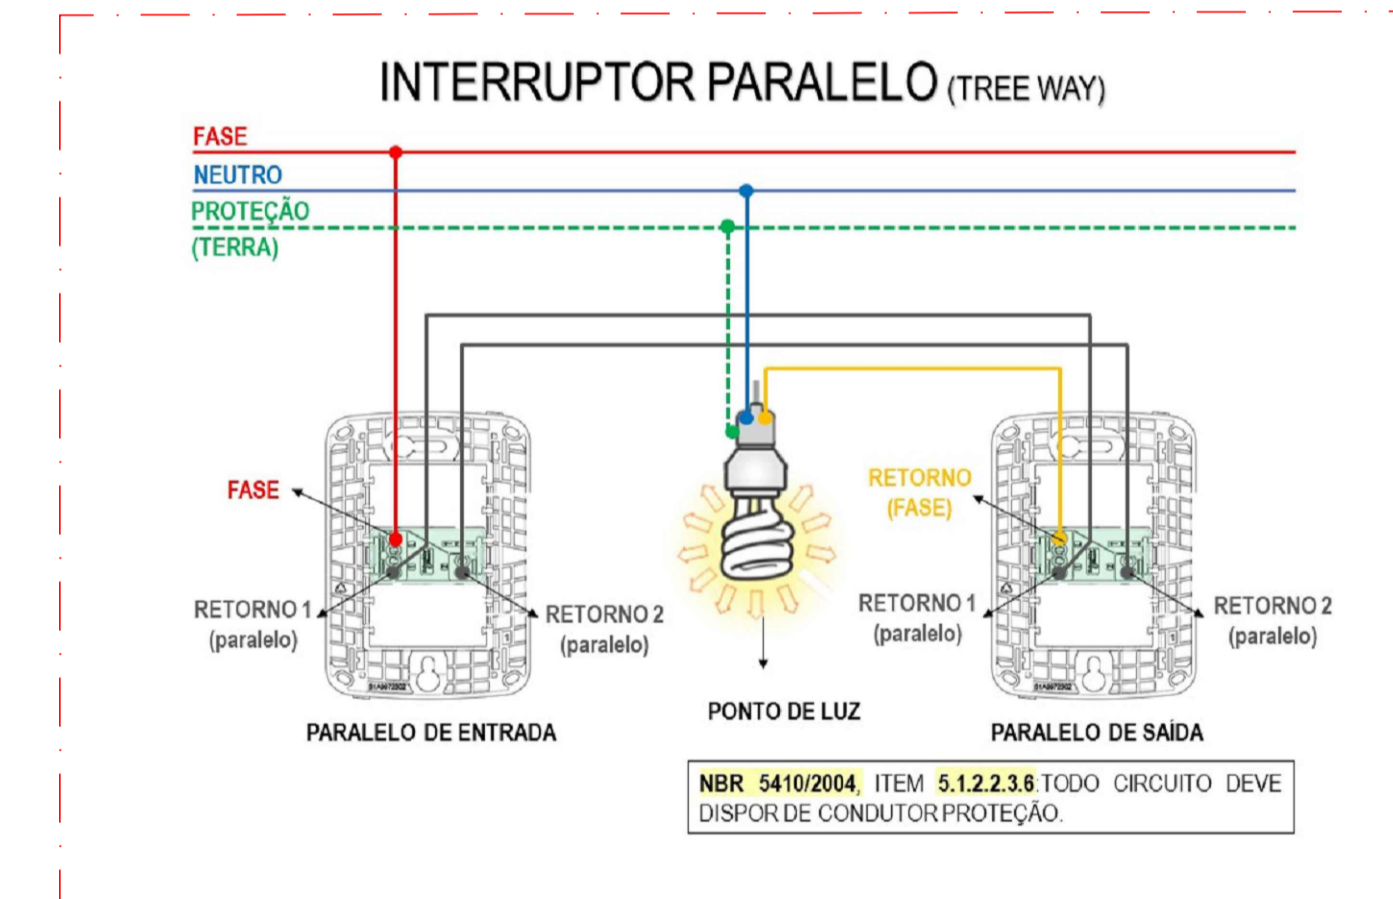 INTERRUPTOR PARALELO (TREE WAY)
FASE
NEUTRO
PROTEÇÃO
(TERRA)
FASE
RETORNO
(FASE)
RETORNO 1
(paralelo)
RETORNO 2
(paralelo)
RETORNO 1
(paralelo)
RETORNO 2
(paralelo)
PONTO DE LUZ
PARALELO DE ENTRADA
PARALELO DE SAÍDA
NBR 5410/2004, ITEM 5.1.2.2.3.6:TODO CIRCUITO DEVE
DISPOR DE CONDUTOR PROTEÇÃO.